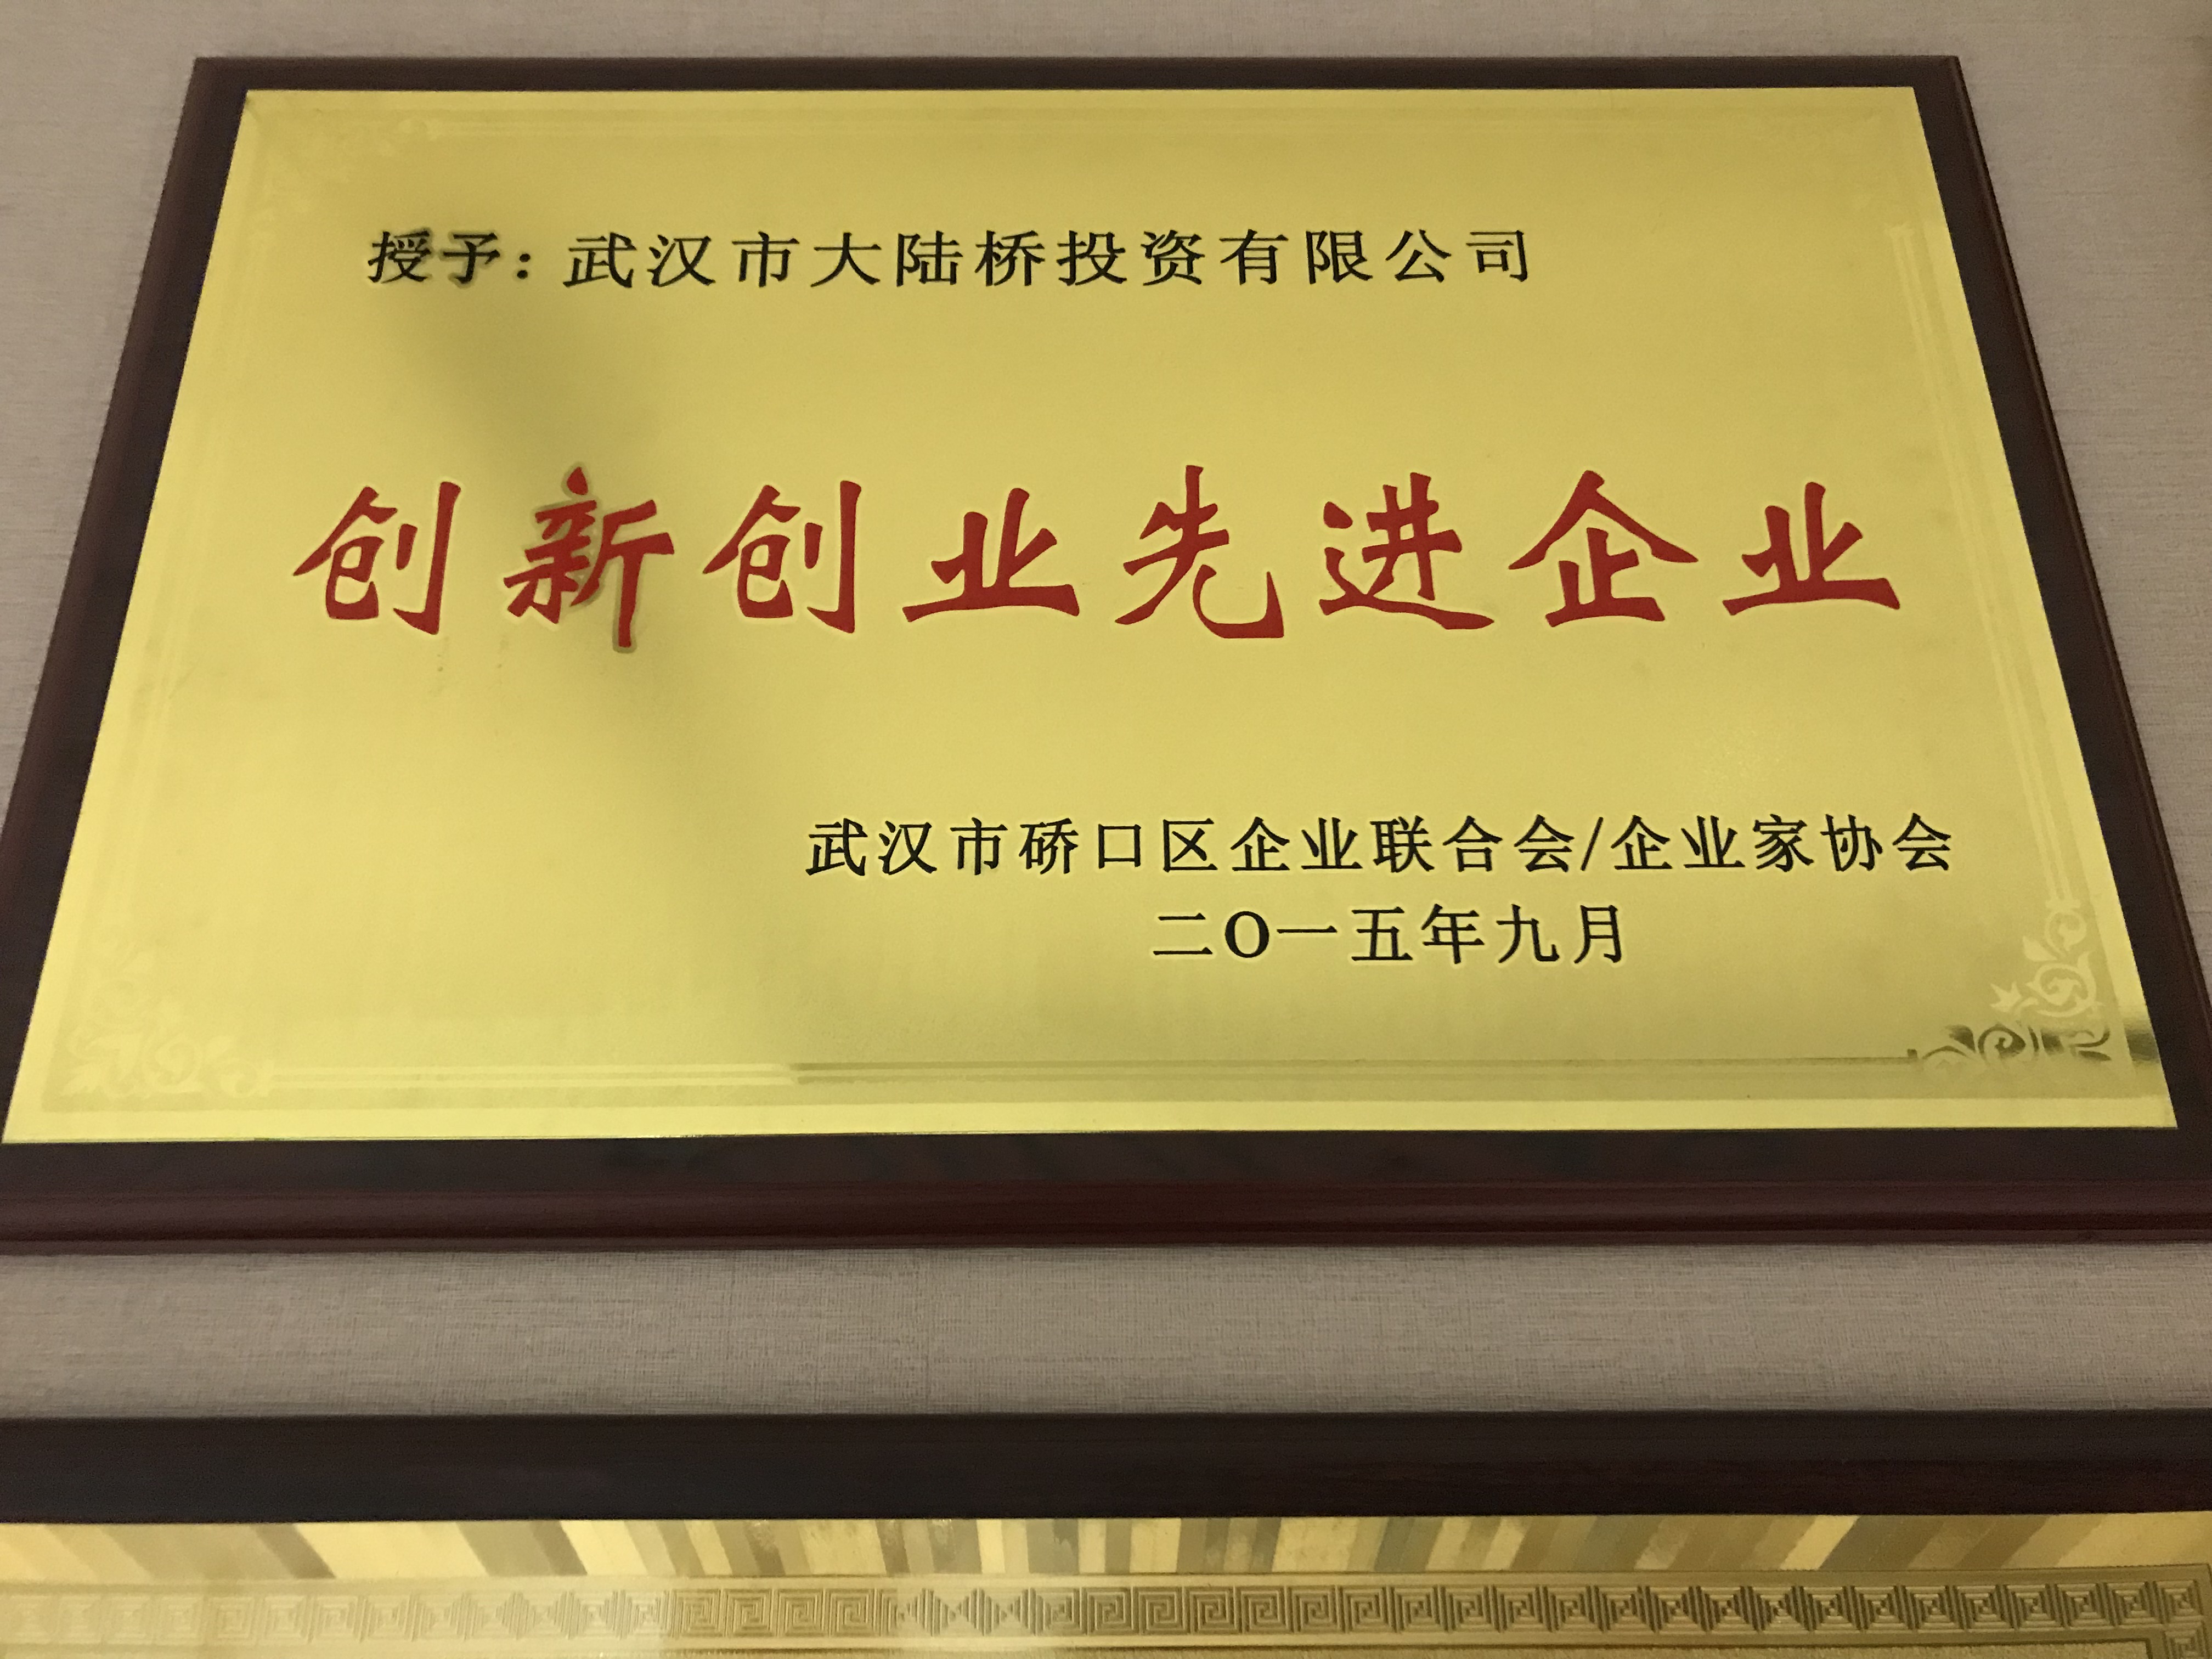 授予：武汉市大陆桥投资有限公司
创新创业先进企业
武汉市硚口区企业联合会/企业家协会
二O一五年九月